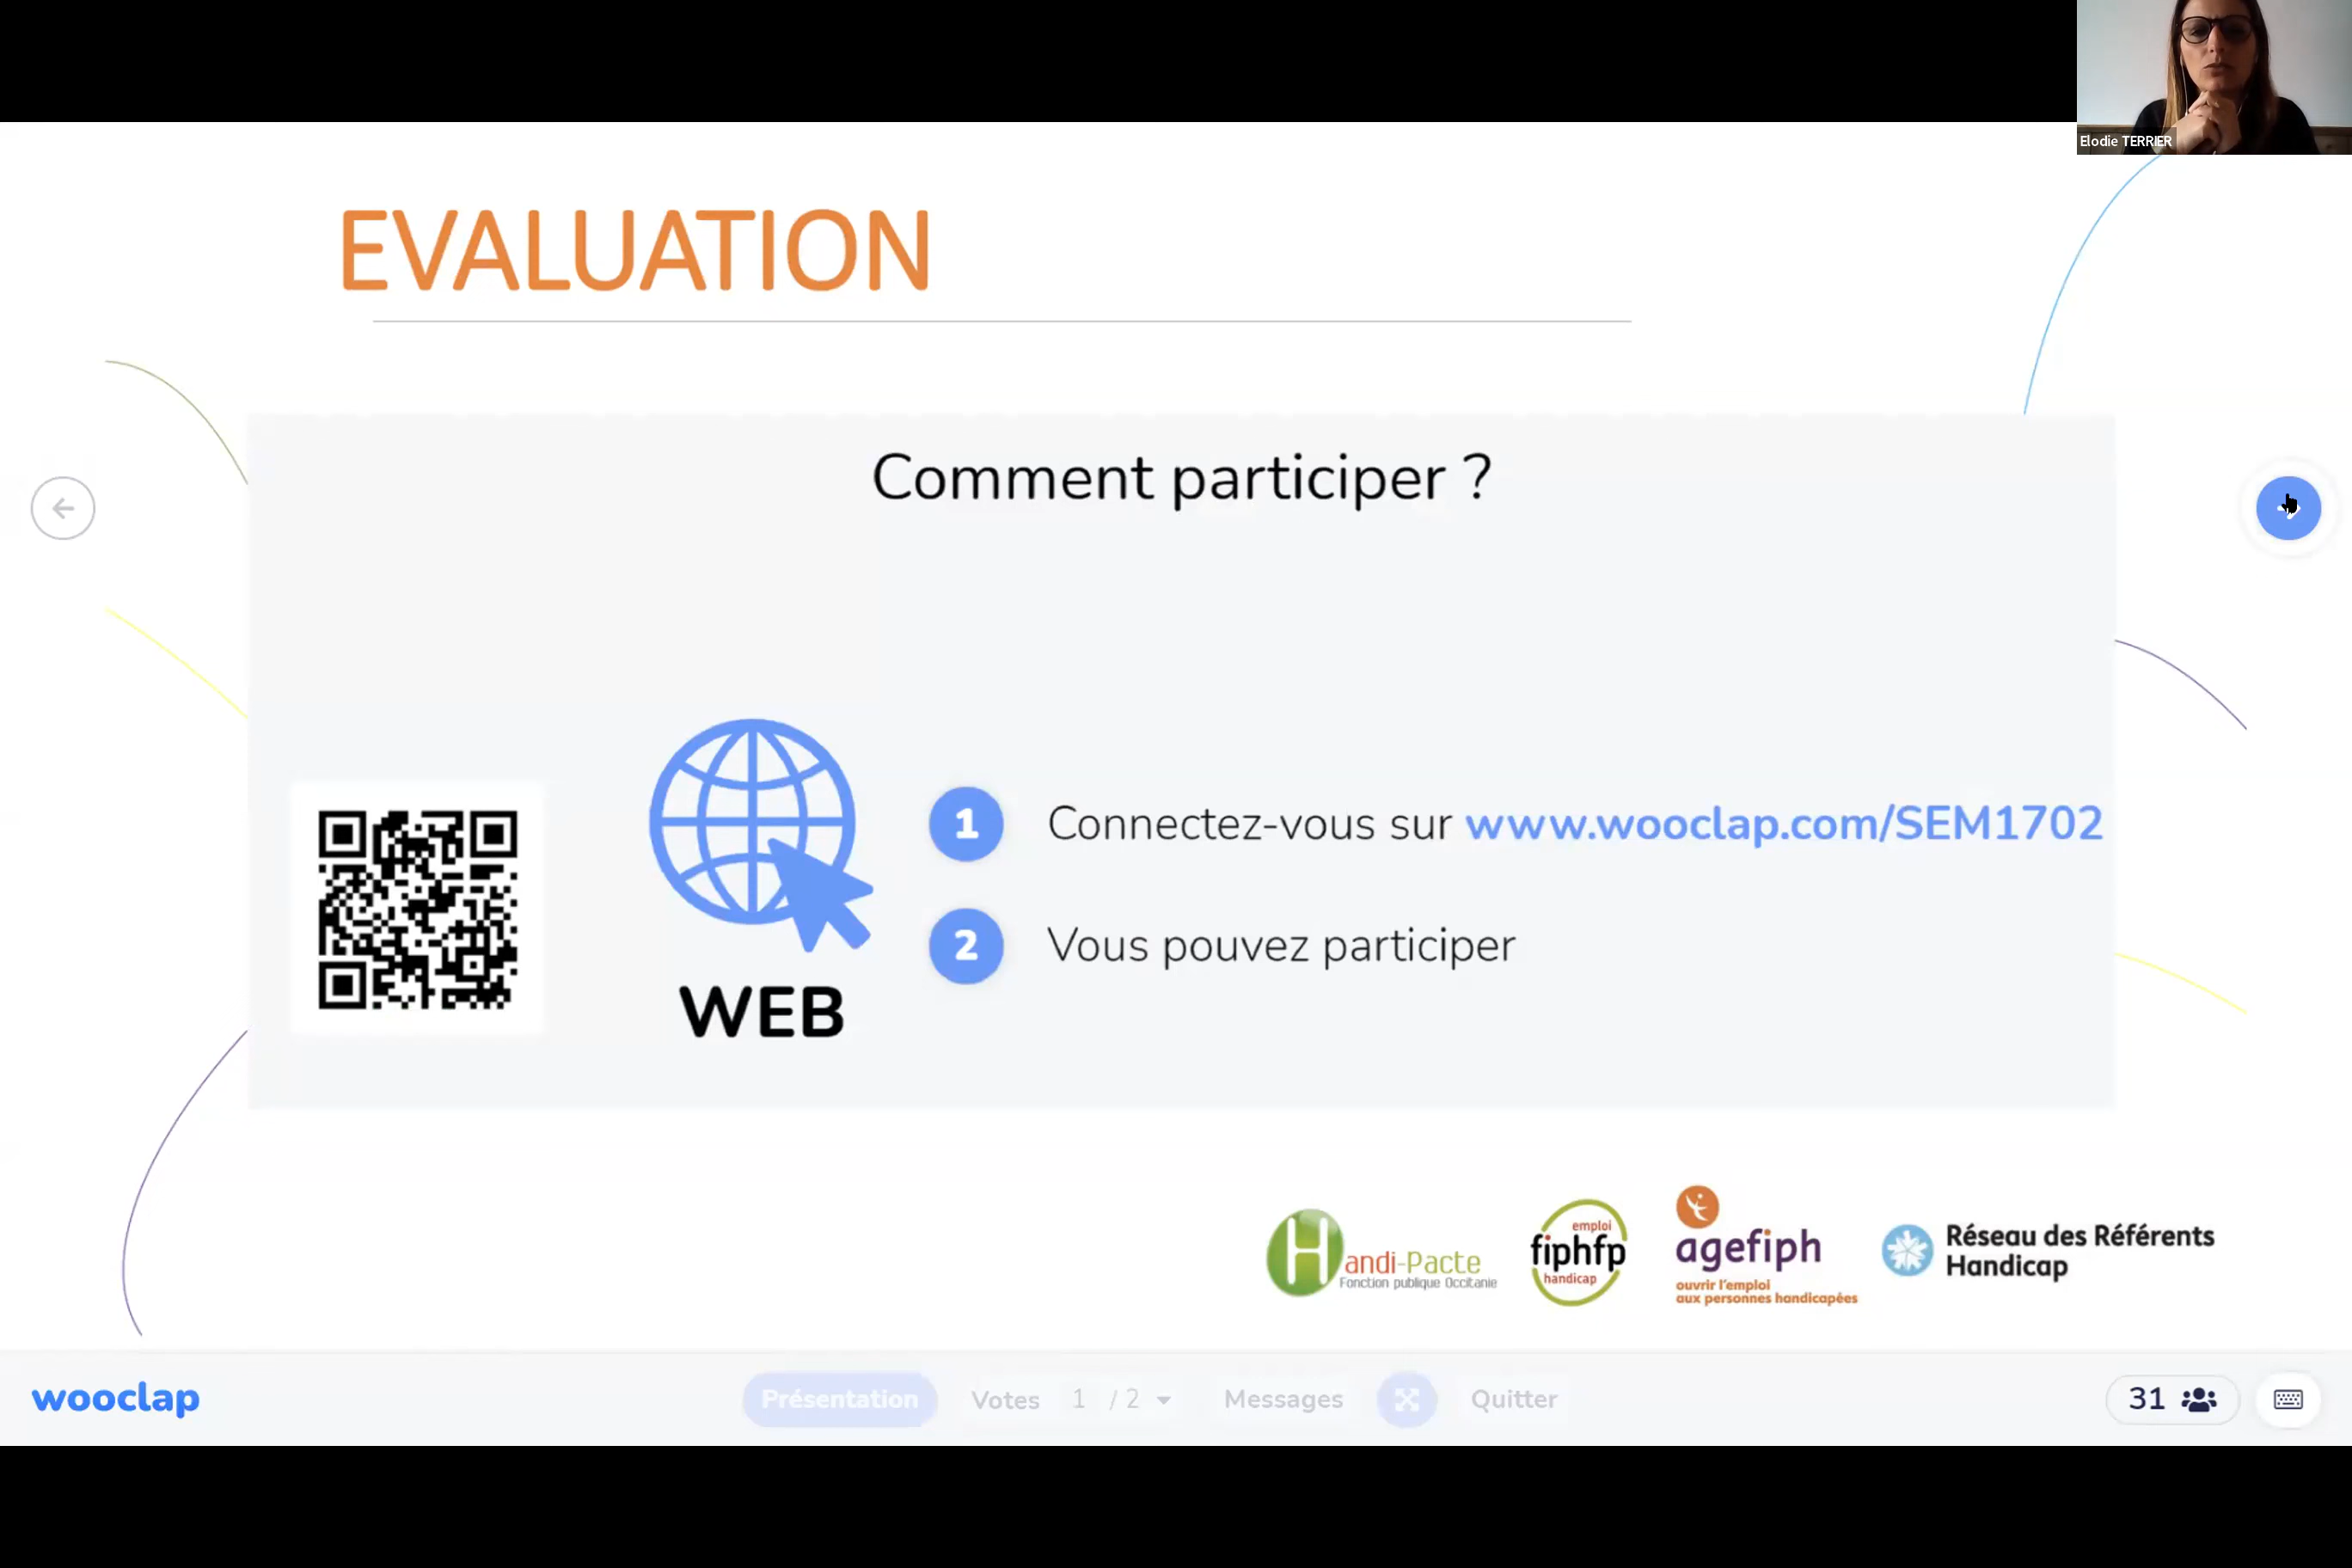 Elodie TERRIER
EVALUATION
Comment participer ?
1 Connectez-vous sur www.wooclap.com/SEM1702
2 Vous pouvez participer
WEB
Handi-Pacte
Fonction publique Occitanie
emploi
fiphfp
handicap
agefiph
ouvrir l'emploi
aux personnes handicapées
Réseau des Référents
Handicap
wooclap
Présentation Votes 1 / 2 Messages Quitter
31